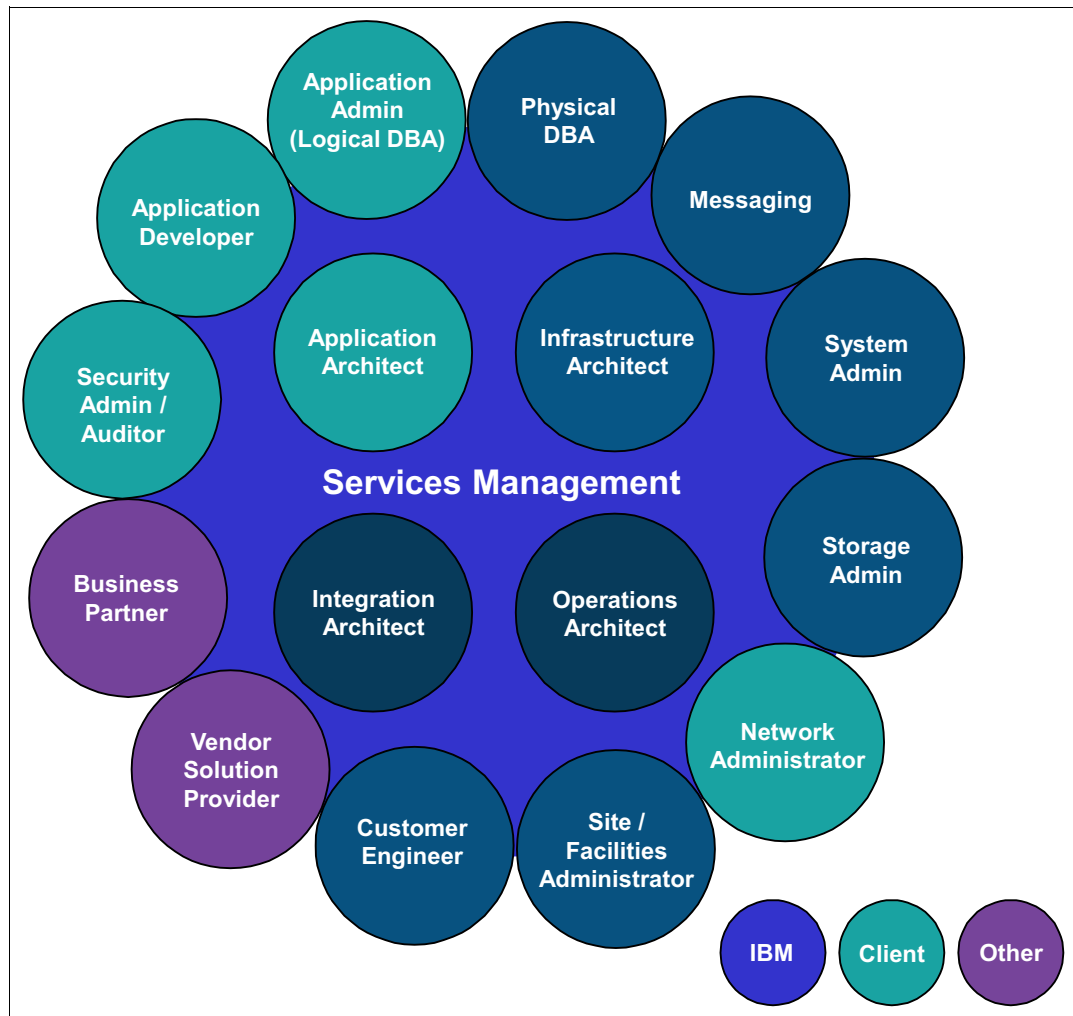 Application
Admin
(Logical DBA)
Physical
DBA
Messaging
Application
Developer
Application
Architect
Infrastructure
Architect
System
Admin
Security
Admin /
Auditor
Services Management
Storage
Admin
Business
Partner
Integration
Architect
Operations
Architect
Network
Administrator
Vendor
Solution
Provider
Customer
Engineer
Site /
Facilities
Administrator
IBM
Client
Other